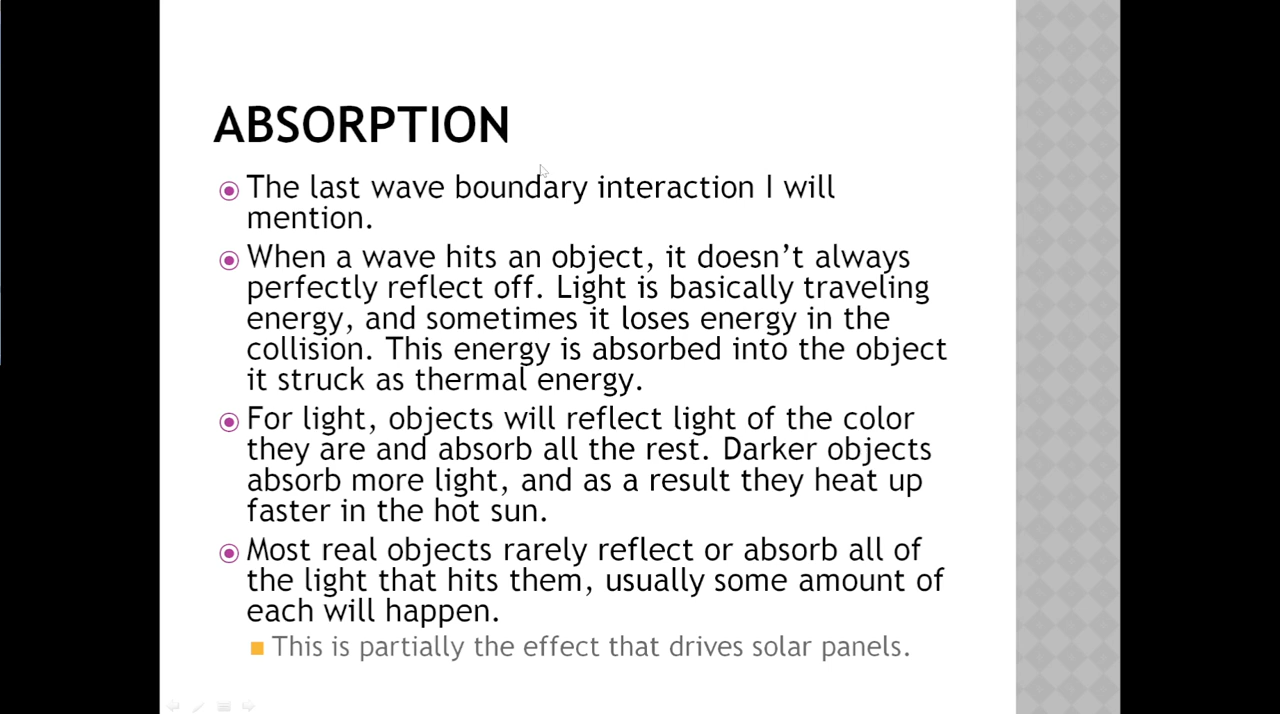 ABSORPTION
The last wave boundary interaction I will
mention.
When a wave hits an object, it doesn’t always
perfectly reflect off. Light is basically traveling
energy, and sometimes it loses energy in the
collision. This energy is absorbed into the object
it struck as thermal energy.
For light, objects will reflect light of the color
they are and absorb all the rest. Darker objects
absorb more light, and as a result they heat up
faster in the hot sun.
Most real objects rarely reflect or absorb all of
the light that hits them, usually some amount of
each will happen.
This is partially the effect that drives solar panels.